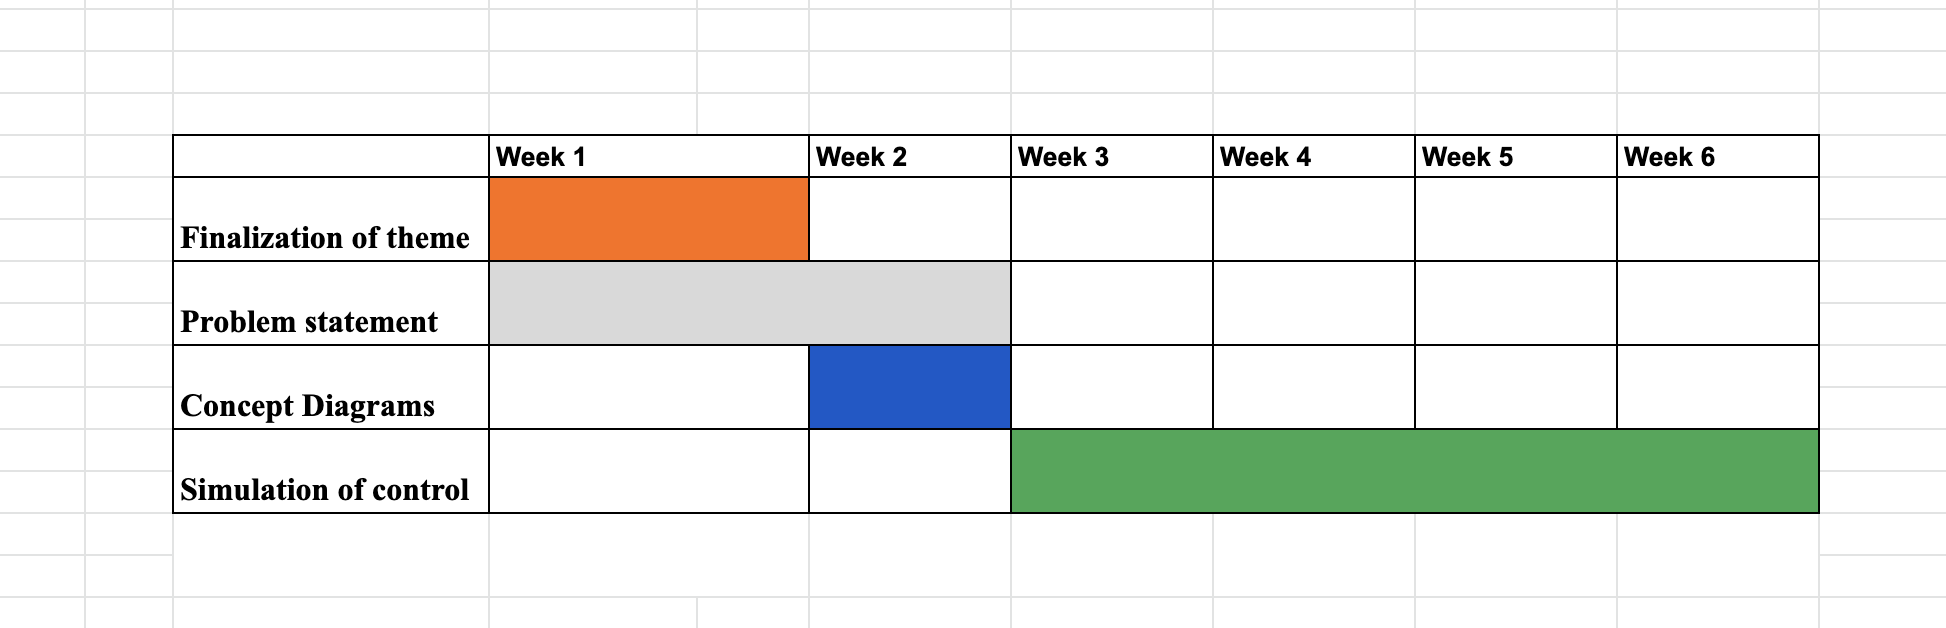 Week 1 Week 2 Week 3 Week 4 Week 5 Week 6
Finalization of theme
Problem statement
Concept Diagrams
Simulation of control